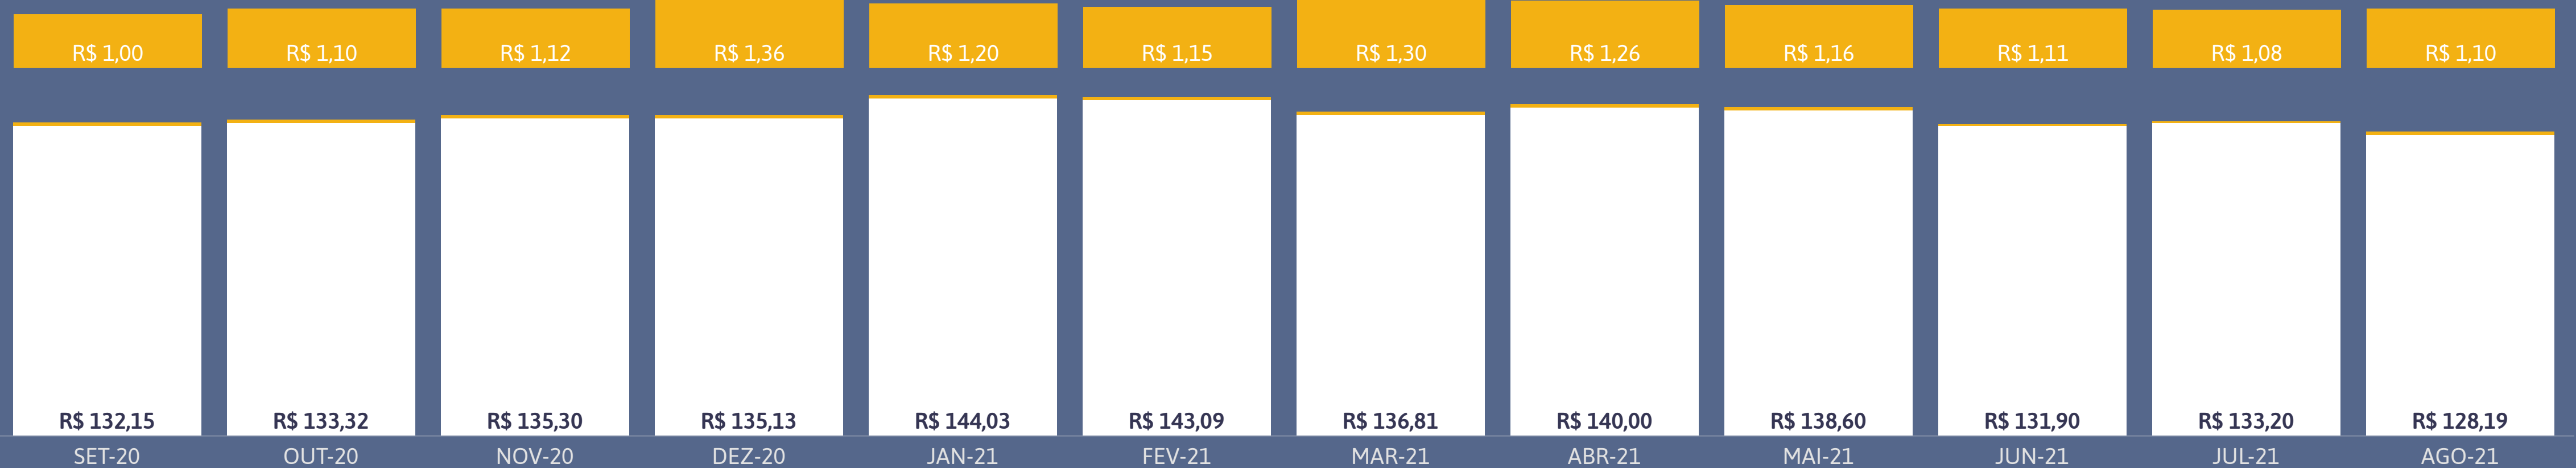 R$ 1,00 R$ 1,10 R$ 1,12 R$ 1,36 R$ 1,20 R$ 1,15 R$ 1,30 R$ 1,26 R$ 1,16 R$ 1,11 R$ 1,08 R$ 1,10
R$ 132,15 R$ 133,32 R$ 135,30 R$ 135,13 R$ 144,03 R$ 143,09 R$ 136,81 R$ 140,00 R$ 138,60 R$ 131,90 R$ 133,20 R$ 128,19
SET-20 OUT-20 NOV-20 DEZ-20 JAN-21 FEV-21 MAR-21 ABR-21 MAI-21 JUN-21 JUL-21 AGO-21